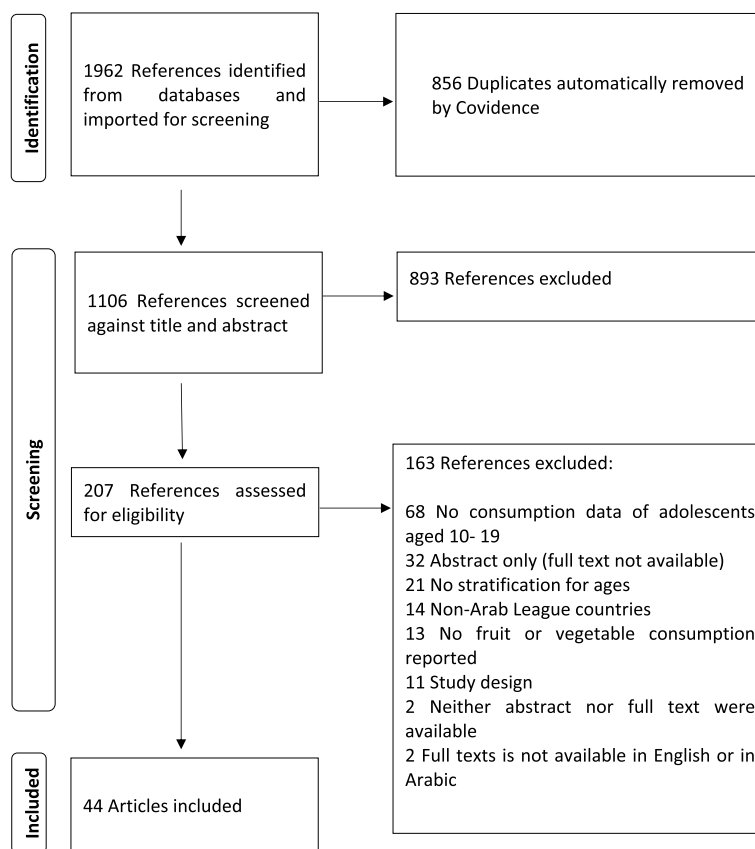 Identification
1962 References identified
from databases and
imported for screening
856 Duplicates automatically removed
by Covidence
Screening
1106 References screened
against title and abstract
893 References excluded
207 References assessed
for eligibility
163 References excluded:
68 No consumption data of adolescents
aged 10- 19
32 Abstract only (full text not available)
21 No stratification for ages
14 Non-Arab League countries
13 No fruit or vegetable consumption
reported
11 Study design
2 Neither abstract nor full text were
available
2 Full texts is not available in English or in
Arabic
Included
44 Articles included